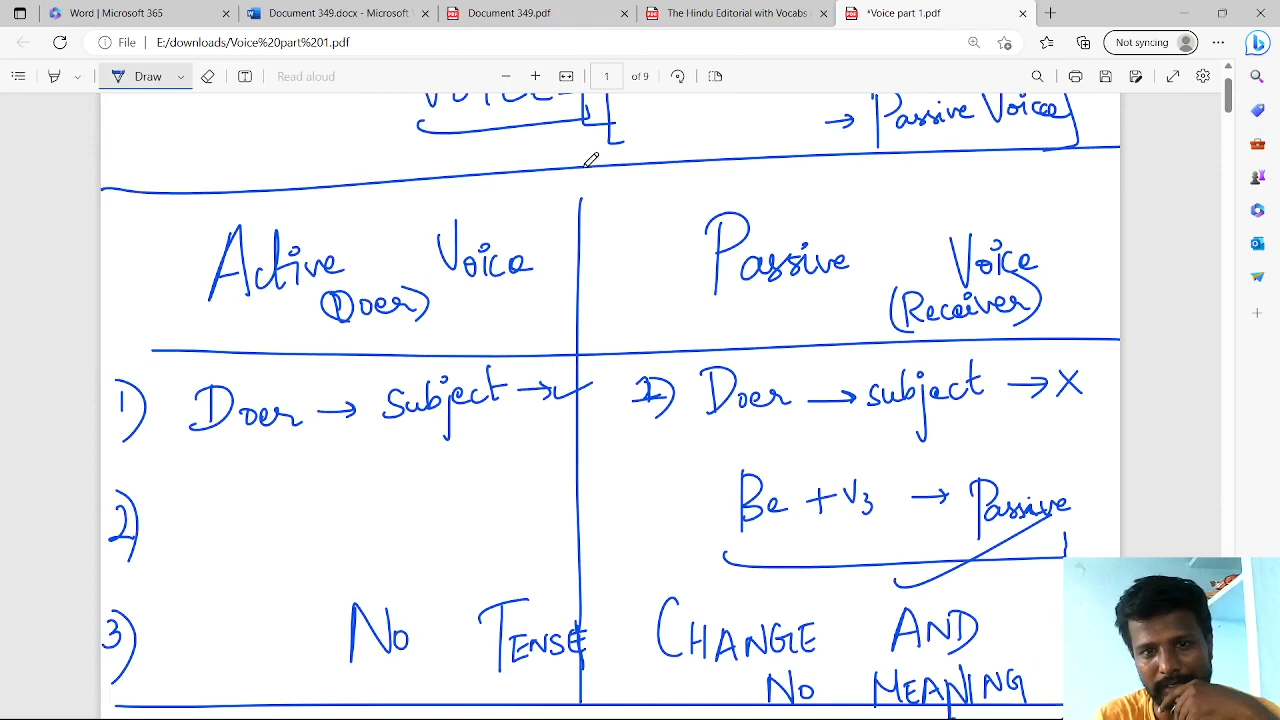 Word | Microsoft 365
Document 349.docx - Microsoft
Document 349.pdf
The Hindu Editorial with Vocabs
*Voice part 1.pdf
File
E:/downloads/Voice%20part%201.pdf
Not syncing
Draw
Read aloud
1
of 9
VOICE-1
→ Passive Voice
Active Voice
(Doer)
Passive Voice
(Receiver)
1) Doer → subject → ✓
Doer → subject → X
2)
Be + V3 → Passive
3) NO TENSE CHANGE AND
NO MEANING